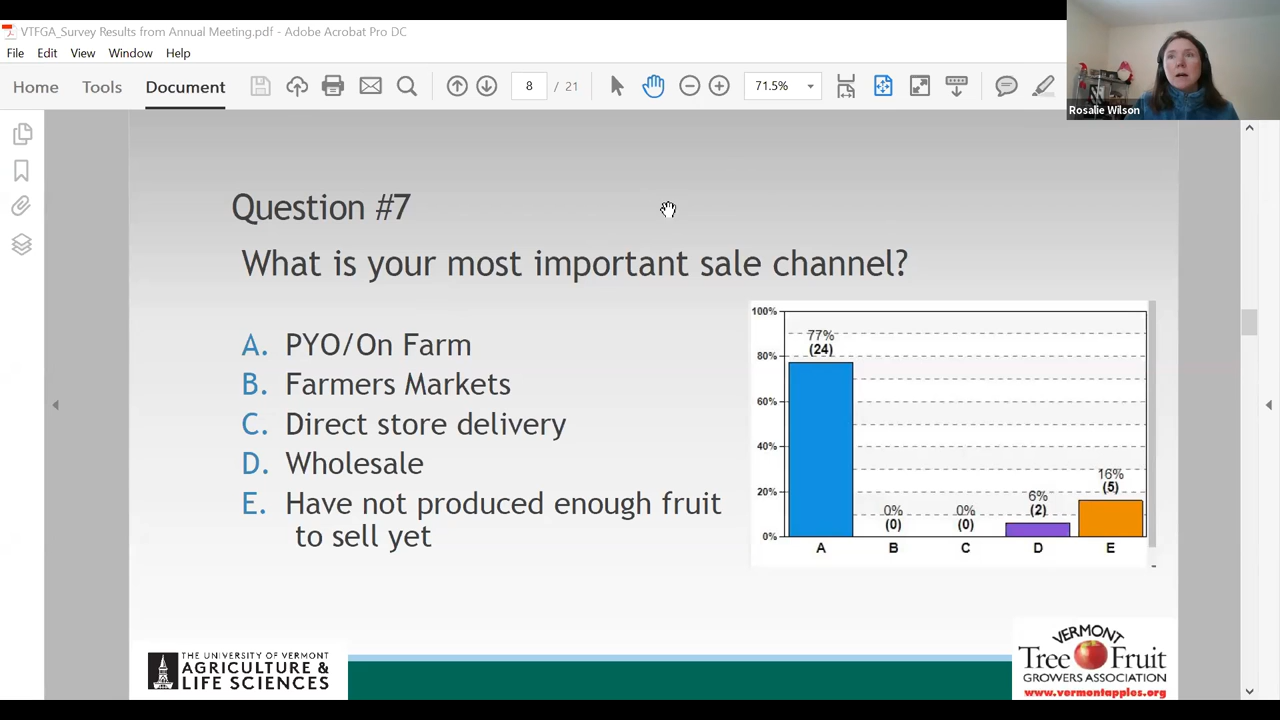 VTFGA_Survey Results from Annual Meeting.pdf - Adobe Acrobat Pro DC
File Edit View Window Help
Home Tools Document 8 / 21 71.5%
Rosalie Wilson
Question #7
What is your most important sale channel?
A. PYO/On Farm
B. Farmers Markets
C. Direct store delivery
D. Wholesale
E. Have not produced enough fruit
to sell yet
100%
80%
60%
40%
20%
0%
77%
(24)
0%
(0)
0%
(0)
6%
(2)
16%
(5)
A B C D E
THE UNIVERSITY OF VERMONT
AGRICULTURE &
LIFE SCIENCES
VERMONT
Tree Fruit
GROWERS ASSOCIATION
www.vermontapples.org